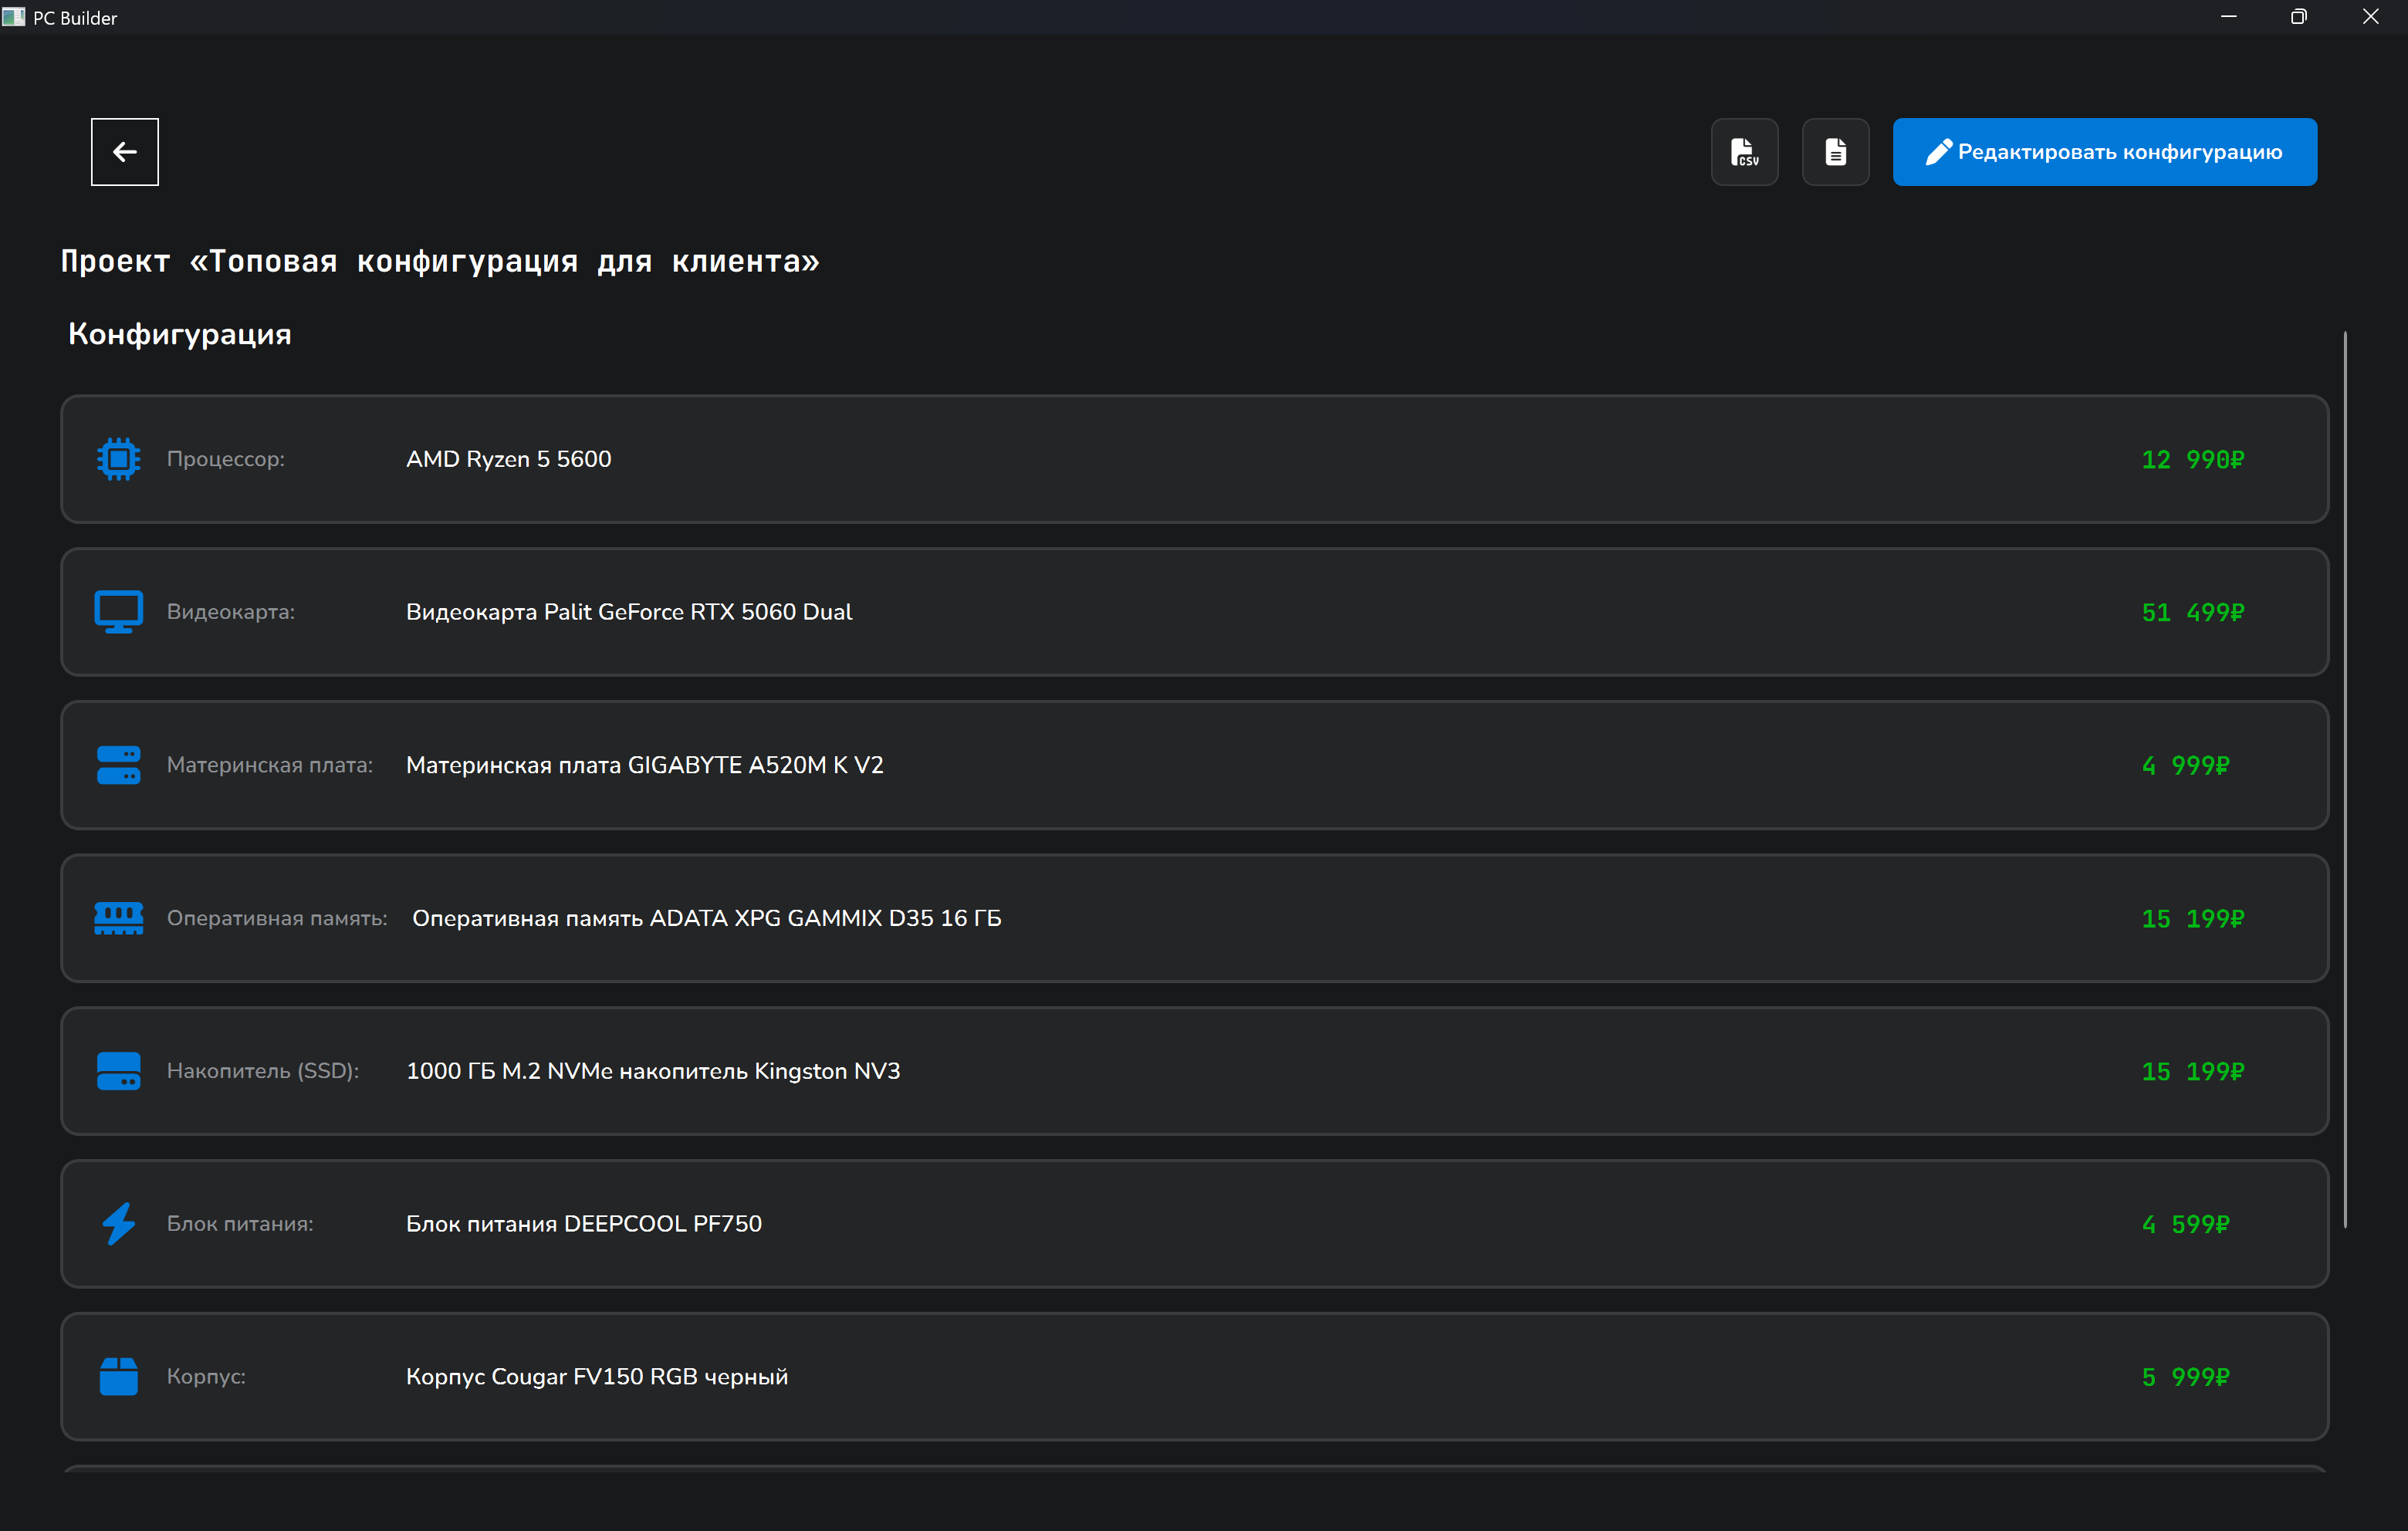 PC Builder
CSV
Редактировать конфигурацию
Проект «Топовая конфигурация для клиента»
Конфигурация
Процессор: AMD Ryzen 5 5600 12 990₽
Видеокарта: Видеокарта Palit GeForce RTX 5060 Dual 51 499₽
Материнская плата: Материнская плата GIGABYTE A520M K V2 4 999₽
Оперативная память: Оперативная память ADATA XPG GAMMIX D35 16 ГБ 15 199₽
Накопитель (SSD): 1000 ГБ M.2 NVMe накопитель Kingston NV3 15 199₽
Блок питания: Блок питания DEEPCOOL PF750 4 599₽
Корпус: Корпус Cougar FV150 RGB черный 5 999₽